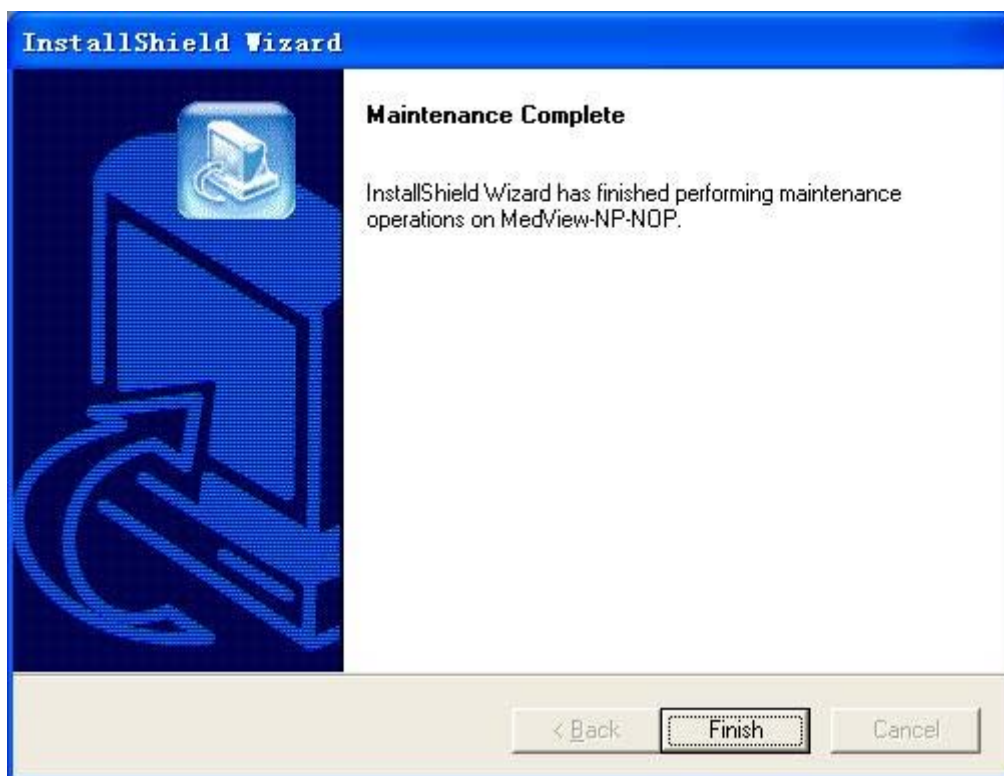 InstallShield Wizard
Maintenance Complete
InstallShield Wizard has finished performing maintenance
operations on MedView-NP-NOP.
< Back
Finish
Cancel